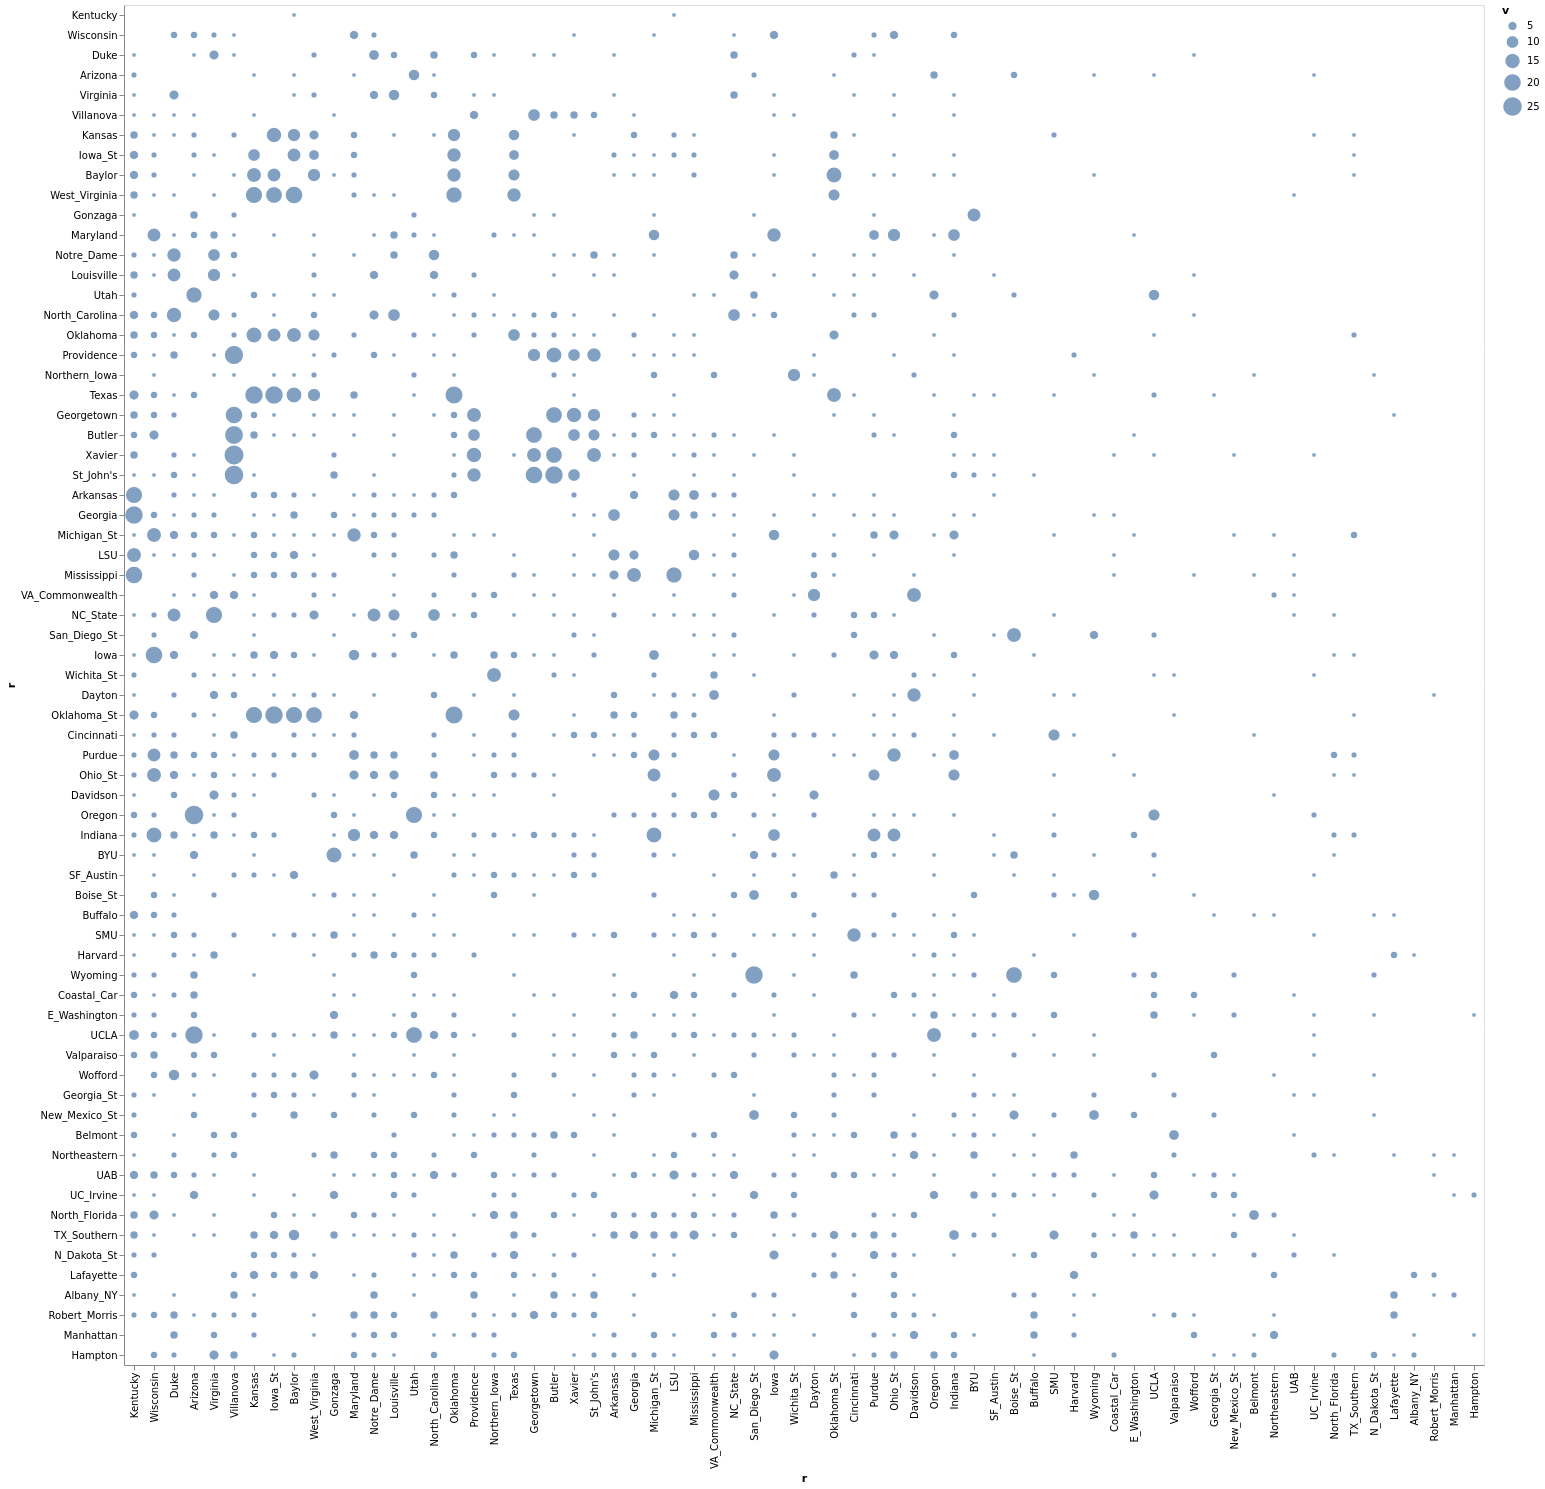 v
5
10
15
20
25
Kentucky
Wisconsin
Duke
Arizona
Virginia
Villanova
Kansas
Iowa_St
Baylor
West_Virginia
Gonzaga
Maryland
Notre_Dame
Louisville
Utah
North_Carolina
Oklahoma
Providence
Northern_Iowa
Texas
Georgetown
Butler
Xavier
St_John's
Arkansas
Georgia
Michigan_St
LSU
Mississippi
VA_Commonwealth
NC_State
San_Diego_St
Iowa
Wichita_St
Dayton
Oklahoma_St
Cincinnati
Purdue
Ohio_St
Davidson
Oregon
Indiana
BYU
SF_Austin
Boise_St
Buffalo
SMU
Harvard
Wyoming
Coastal_Car
E_Washington
UCLA
Valparaiso
Wofford
Georgia_St
New_Mexico_St
Belmont
Northeastern
UAB
UC_Irvine
North_Florida
TX_Southern
N_Dakota_St
Lafayette
Albany_NY
Robert_Morris
Manhattan
Hampton
r
Kentucky
Wisconsin
Duke
Arizona
Virginia
Villanova
Kansas
Iowa_St
Baylor
West_Virginia
Gonzaga
Maryland
Notre_Dame
Louisville
Utah
North_Carolina
Oklahoma
Providence
Northern_Iowa
Texas
Georgetown
Butler
Xavier
St_John's
Arkansas
Georgia
Michigan_St
LSU
Mississippi
VA_Commonwealth
NC_State
San_Diego_St
Iowa
Wichita_St
Dayton
Oklahoma_St
Cincinnati
Purdue
Ohio_St
Davidson
Oregon
Indiana
BYU
SF_Austin
Boise_St
Buffalo
SMU
Harvard
Wyoming
Coastal_Car
E_Washington
UCLA
Valparaiso
Wofford
Georgia_St
New_Mexico_St
Belmont
Northeastern
UAB
UC_Irvine
North_Florida
TX_Southern
N_Dakota_St
Lafayette
Albany_NY
Robert_Morris
Manhattan
Hampton
r